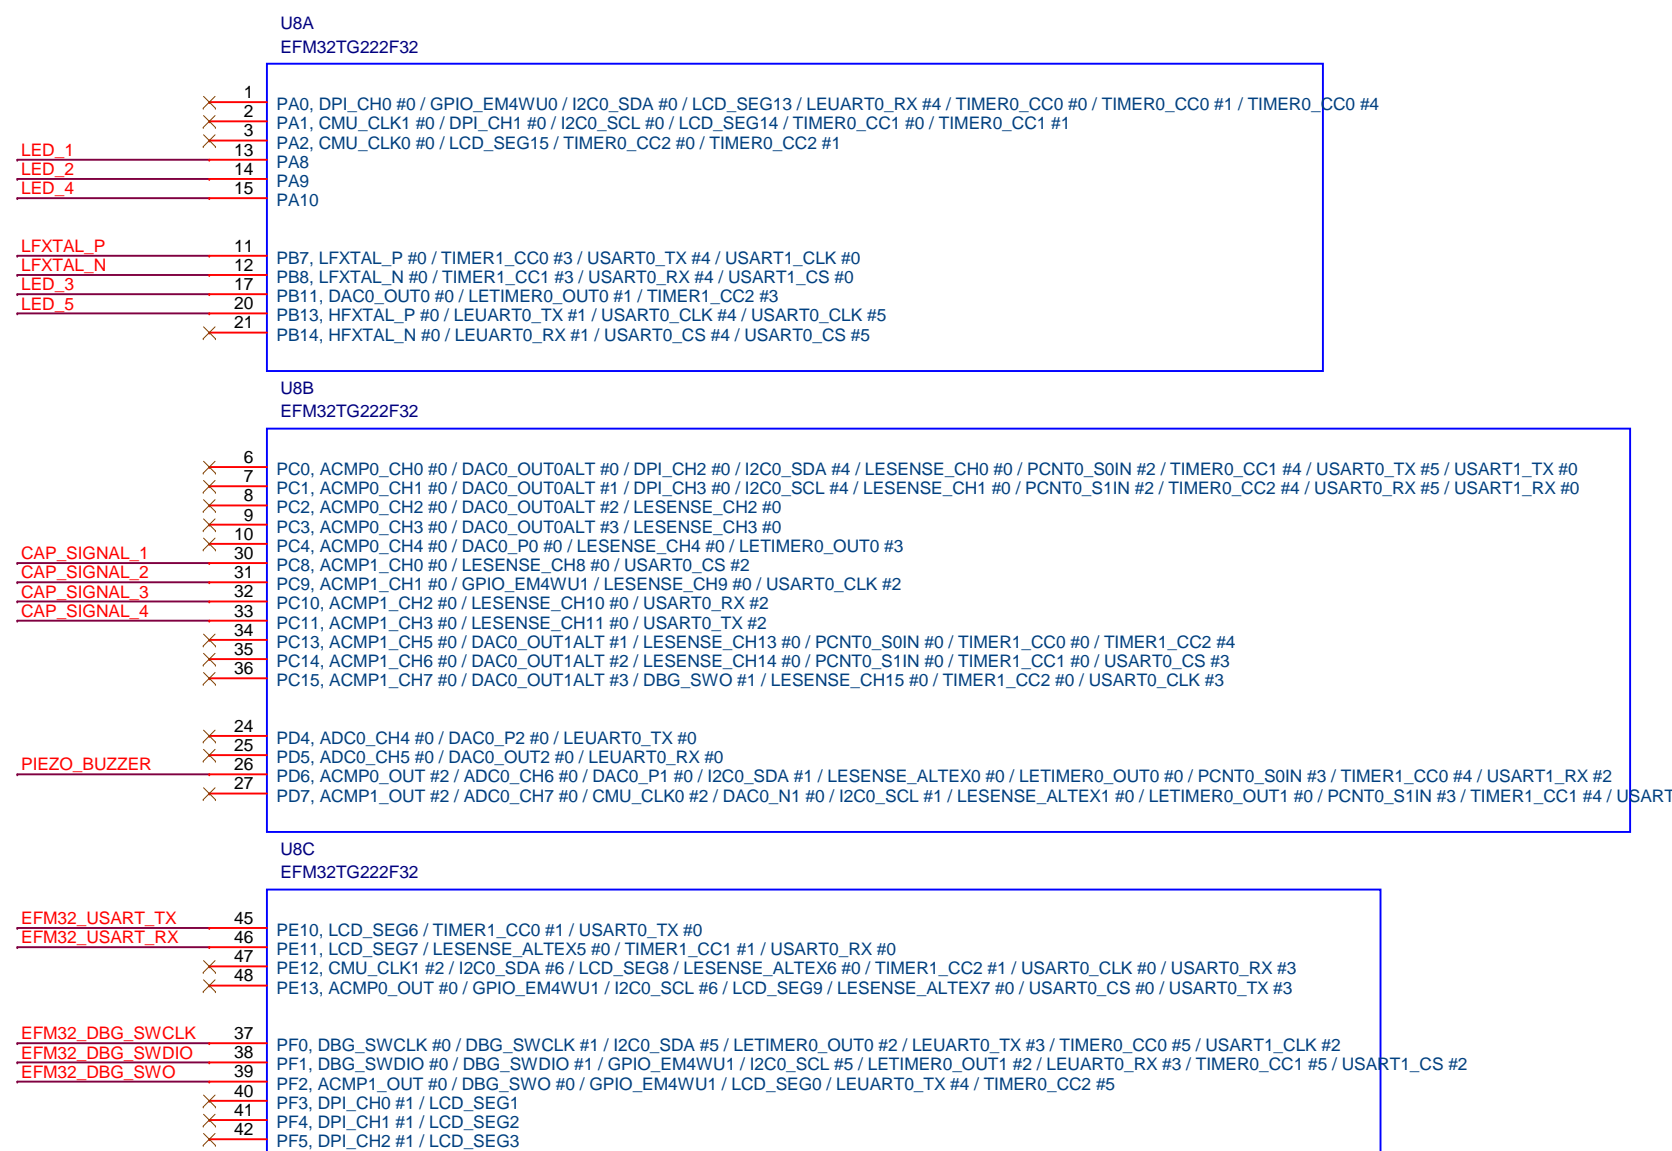 U8A
EFM32TG222F32
1 PA0, DPI_CH0 #0 / GPIO_EM4WU0 / I2C0_SDA #0 / LCD_SEG13 / LEUART0_RX #4 / TIMER0_CC0 #0 / TIMER0_CC0 #1 / TIMER0_CC0 #4
2 PA1, CMU_CLK1 #0 / DPI_CH1 #0 / I2C0_SCL #0 / LCD_SEG14 / TIMER0_CC1 #0 / TIMER0_CC1 #1
3 PA2, CMU_CLK0 #0 / LCD_SEG15 / TIMER0_CC2 #0 / TIMER0_CC2 #1
LED_1 13 PA8
LED_2 14 PA9
LED_4 15 PA10
LFXTAL_P 11 PB7, LFXTAL_P #0 / TIMER1_CC0 #3 / USART0_TX #4 / USART1_CLK #0
LFXTAL_N 12 PB8, LFXTAL_N #0 / TIMER1_CC1 #3 / USART0_RX #4 / USART1_CS #0
LED_3 17 PB11, DAC0_OUT0 #0 / LETIMER0_OUT0 #1 / TIMER1_CC2 #3
LED_5 20 PB13, HFXTAL_P #0 / LEUART0_TX #1 / USART0_CLK #4 / USART0_CLK #5
21 PB14, HFXTAL_N #0 / LEUART0_RX #1 / USART0_CS #4 / USART0_CS #5
U8B
EFM32TG222F32
6 PC0, ACMP0_CH0 #0 / DAC0_OUT0ALT #0 / DPI_CH2 #0 / I2C0_SDA #4 / LESENSE_CH0 #0 / PCNT0_S0IN #2 / TIMER0_CC1 #4 / USART0_TX #5 / USART1_TX #0
7 PC1, ACMP0_CH1 #0 / DAC0_OUT0ALT #1 / DPI_CH3 #0 / I2C0_SCL #4 / LESENSE_CH1 #0 / PCNT0_S1IN #2 / TIMER0_CC2 #4 / USART0_RX #5 / USART1_RX #0
8 PC2, ACMP0_CH2 #0 / DAC0_OUT0ALT #2 / LESENSE_CH2 #0
9 PC3, ACMP0_CH3 #0 / DAC0_OUT0ALT #3 / LESENSE_CH3 #0
10 PC4, ACMP0_CH4 #0 / DAC0_P0 #0 / LESENSE_CH4 #0 / LETIMER0_OUT0 #3
CAP_SIGNAL_1 30 PC8, ACMP1_CH0 #0 / LESENSE_CH8 #0 / USART0_CS #2
CAP_SIGNAL_2 31 PC9, ACMP1_CH1 #0 / GPIO_EM4WU1 / LESENSE_CH9 #0 / USART0_CLK #2
CAP_SIGNAL_3 32 PC10, ACMP1_CH2 #0 / LESENSE_CH10 #0 / USART0_RX #2
CAP_SIGNAL_4 33 PC11, ACMP1_CH3 #0 / LESENSE_CH11 #0 / USART0_TX #2
34 PC13, ACMP1_CH5 #0 / DAC0_OUT1ALT #1 / LESENSE_CH13 #0 / PCNT0_S0IN #0 / TIMER1_CC0 #0 / TIMER1_CC2 #4
35 PC14, ACMP1_CH6 #0 / DAC0_OUT1ALT #2 / LESENSE_CH14 #0 / PCNT0_S1IN #0 / TIMER1_CC1 #0 / USART0_CS #3
36 PC15, ACMP1_CH7 #0 / DAC0_OUT1ALT #3 / DBG_SWO #1 / LESENSE_CH15 #0 / TIMER1_CC2 #0 / USART0_CLK #3
24 PD4, ADC0_CH4 #0 / DAC0_P2 #0 / LEUART0_TX #0
25 PD5, ADC0_CH5 #0 / DAC0_OUT2 #0 / LEUART0_RX #0
PIEZO_BUZZER 26 PD6, ACMP0_OUT #2 / ADC0_CH6 #0 / DAC0_P1 #0 / I2C0_SDA #1 / LESENSE_ALTEX0 #0 / LETIMER0_OUT0 #0 / PCNT0_S0IN #3 / TIMER1_CC0 #4 / USART1_RX #2
27 PD7, ACMP1_OUT #2 / ADC0_CH7 #0 / CMU_CLK0 #2 / DAC0_N1 #0 / I2C0_SCL #1 / LESENSE_ALTEX1 #0 / LETIMER0_OUT1 #0 / PCNT0_S1IN #3 / TIMER1_CC1 #4 / USART
U8C
EFM32TG222F32
EFM32_USART_TX 45 PE10, LCD_SEG6 / TIMER1_CC0 #1 / USART0_TX #0
EFM32_USART_RX 46 PE11, LCD_SEG7 / LESENSE_ALTEX5 #0 / TIMER1_CC1 #1 / USART0_RX #0
47 PE12, CMU_CLK1 #2 / I2C0_SDA #6 / LCD_SEG8 / LESENSE_ALTEX6 #0 / TIMER1_CC2 #1 / USART0_CLK #0 / USART0_RX #3
48 PE13, ACMP0_OUT #0 / GPIO_EM4WU1 / I2C0_SCL #6 / LCD_SEG9 / LESENSE_ALTEX7 #0 / USART0_CS #0 / USART0_TX #3
EFM32_DBG_SWCLK 37 PF0, DBG_SWCLK #0 / DBG_SWCLK #1 / I2C0_SDA #5 / LETIMER0_OUT0 #2 / LEUART0_TX #3 / TIMER0_CC0 #5 / USART1_CLK #2
EFM32_DBG_SWDIO 38 PF1, DBG_SWDIO #0 / DBG_SWDIO #1 / GPIO_EM4WU1 / I2C0_SCL #5 / LETIMER0_OUT1 #2 / LEUART0_RX #3 / TIMER0_CC1 #5 / USART1_CS #2
EFM32_DBG_SWO 39 PF2, ACMP1_OUT #0 / DBG_SWO #0 / GPIO_EM4WU1 / LCD_SEG0 / LEUART0_TX #4 / TIMER0_CC2 #5
40 PF3, DPI_CH0 #1 / LCD_SEG1
41 PF4, DPI_CH1 #1 / LCD_SEG2
42 PF5, DPI_CH2 #1 / LCD_SEG3